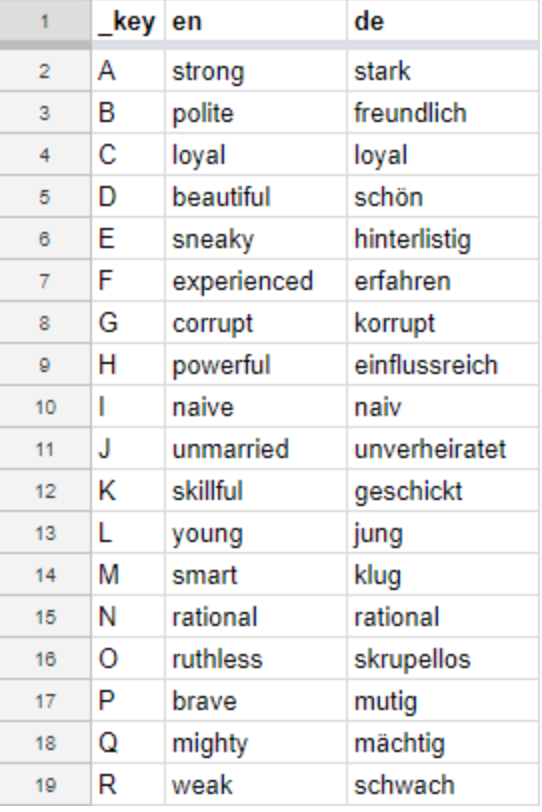 1 _key en de
2 A strong stark
3 B polite freundlich
4 C loyal loyal
5 D beautiful schön
6 E sneaky hinterlistig
7 F experienced erfahren
8 G corrupt korrupt
9 H powerful einflussreich
10 I naive naiv
11 J unmarried unverheiratet
12 K skillful geschickt
13 L young jung
14 M smart klug
15 N rational rational
16 O ruthless skrupellos
17 P brave mutig
18 Q mighty mächtig
19 R weak schwach